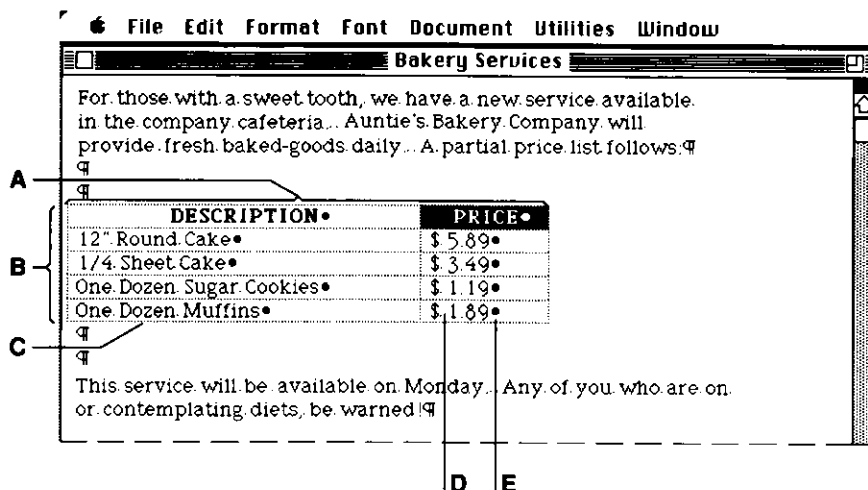 File Edit Format Font Document Utilities Window
Bakery Services
For those with a sweet tooth, we have a new service available
in the company cafeteria. Auntie's Bakery Company will
provide fresh baked-goods daily. A partial price list follows:¶
¶
¶
A
DESCRIPTION• PRICE•
12" Round Cake• $ 5.89•
B
1/4 Sheet Cake• $ 3.49•
One Dozen Sugar Cookies• $ 1.19•
One Dozen Muffins• $ 1.89•
¶
C
¶
This service will be available on Monday. Any of you who are on
or contemplating diets, be warned!¶
D E